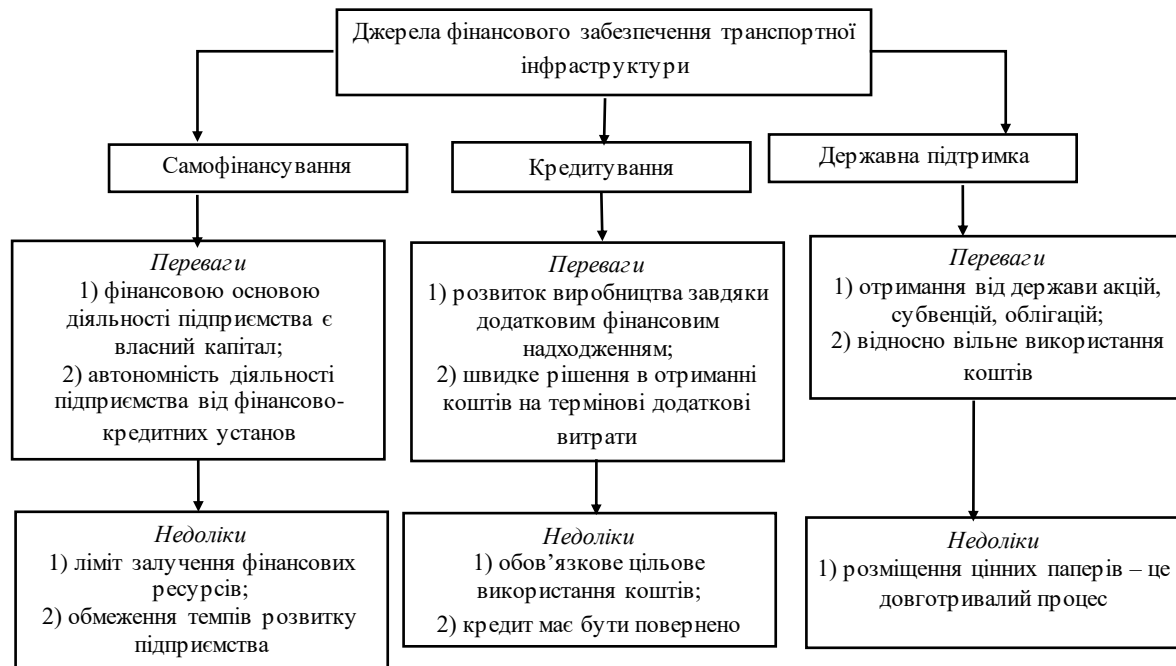 Джерела фінансового забезпечення транспортної
інфраструктури
Самофінансування
Кредитування
Державна підтримка
Переваги
1) фінансовою основою
діяльності підприємства є
власний капітал;
2) автономність діяльності
підприємства від фінансово-
кредитних установ
Переваги
1) розвиток виробництва завдяки
додатковим фінансовим
надходженням;
2) швидке рішення в отриманні
коштів на термінові додаткові
витрати
Переваги
1) отримання від держави акцій,
субвенцій, облігацій;
2) відносно вільне використання
коштів
Недоліки
1) ліміт залучення фінансових
ресурсів;
2) обмеження темпів розвитку
підприємства
Недоліки
1) обов’язкове цільове
використання коштів;
2) кредит має бути повернено
Недоліки
1) розміщення цінних паперів – це
довготривалий процес